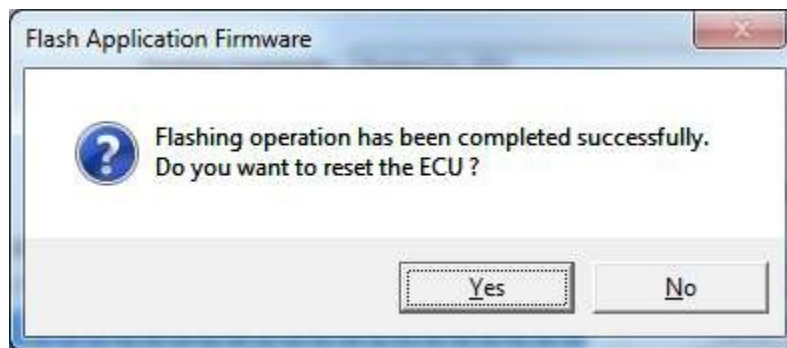 Flash Application Firmware
Flashing operation has been completed successfully.
Do you want to reset the ECU ?
Yes
No